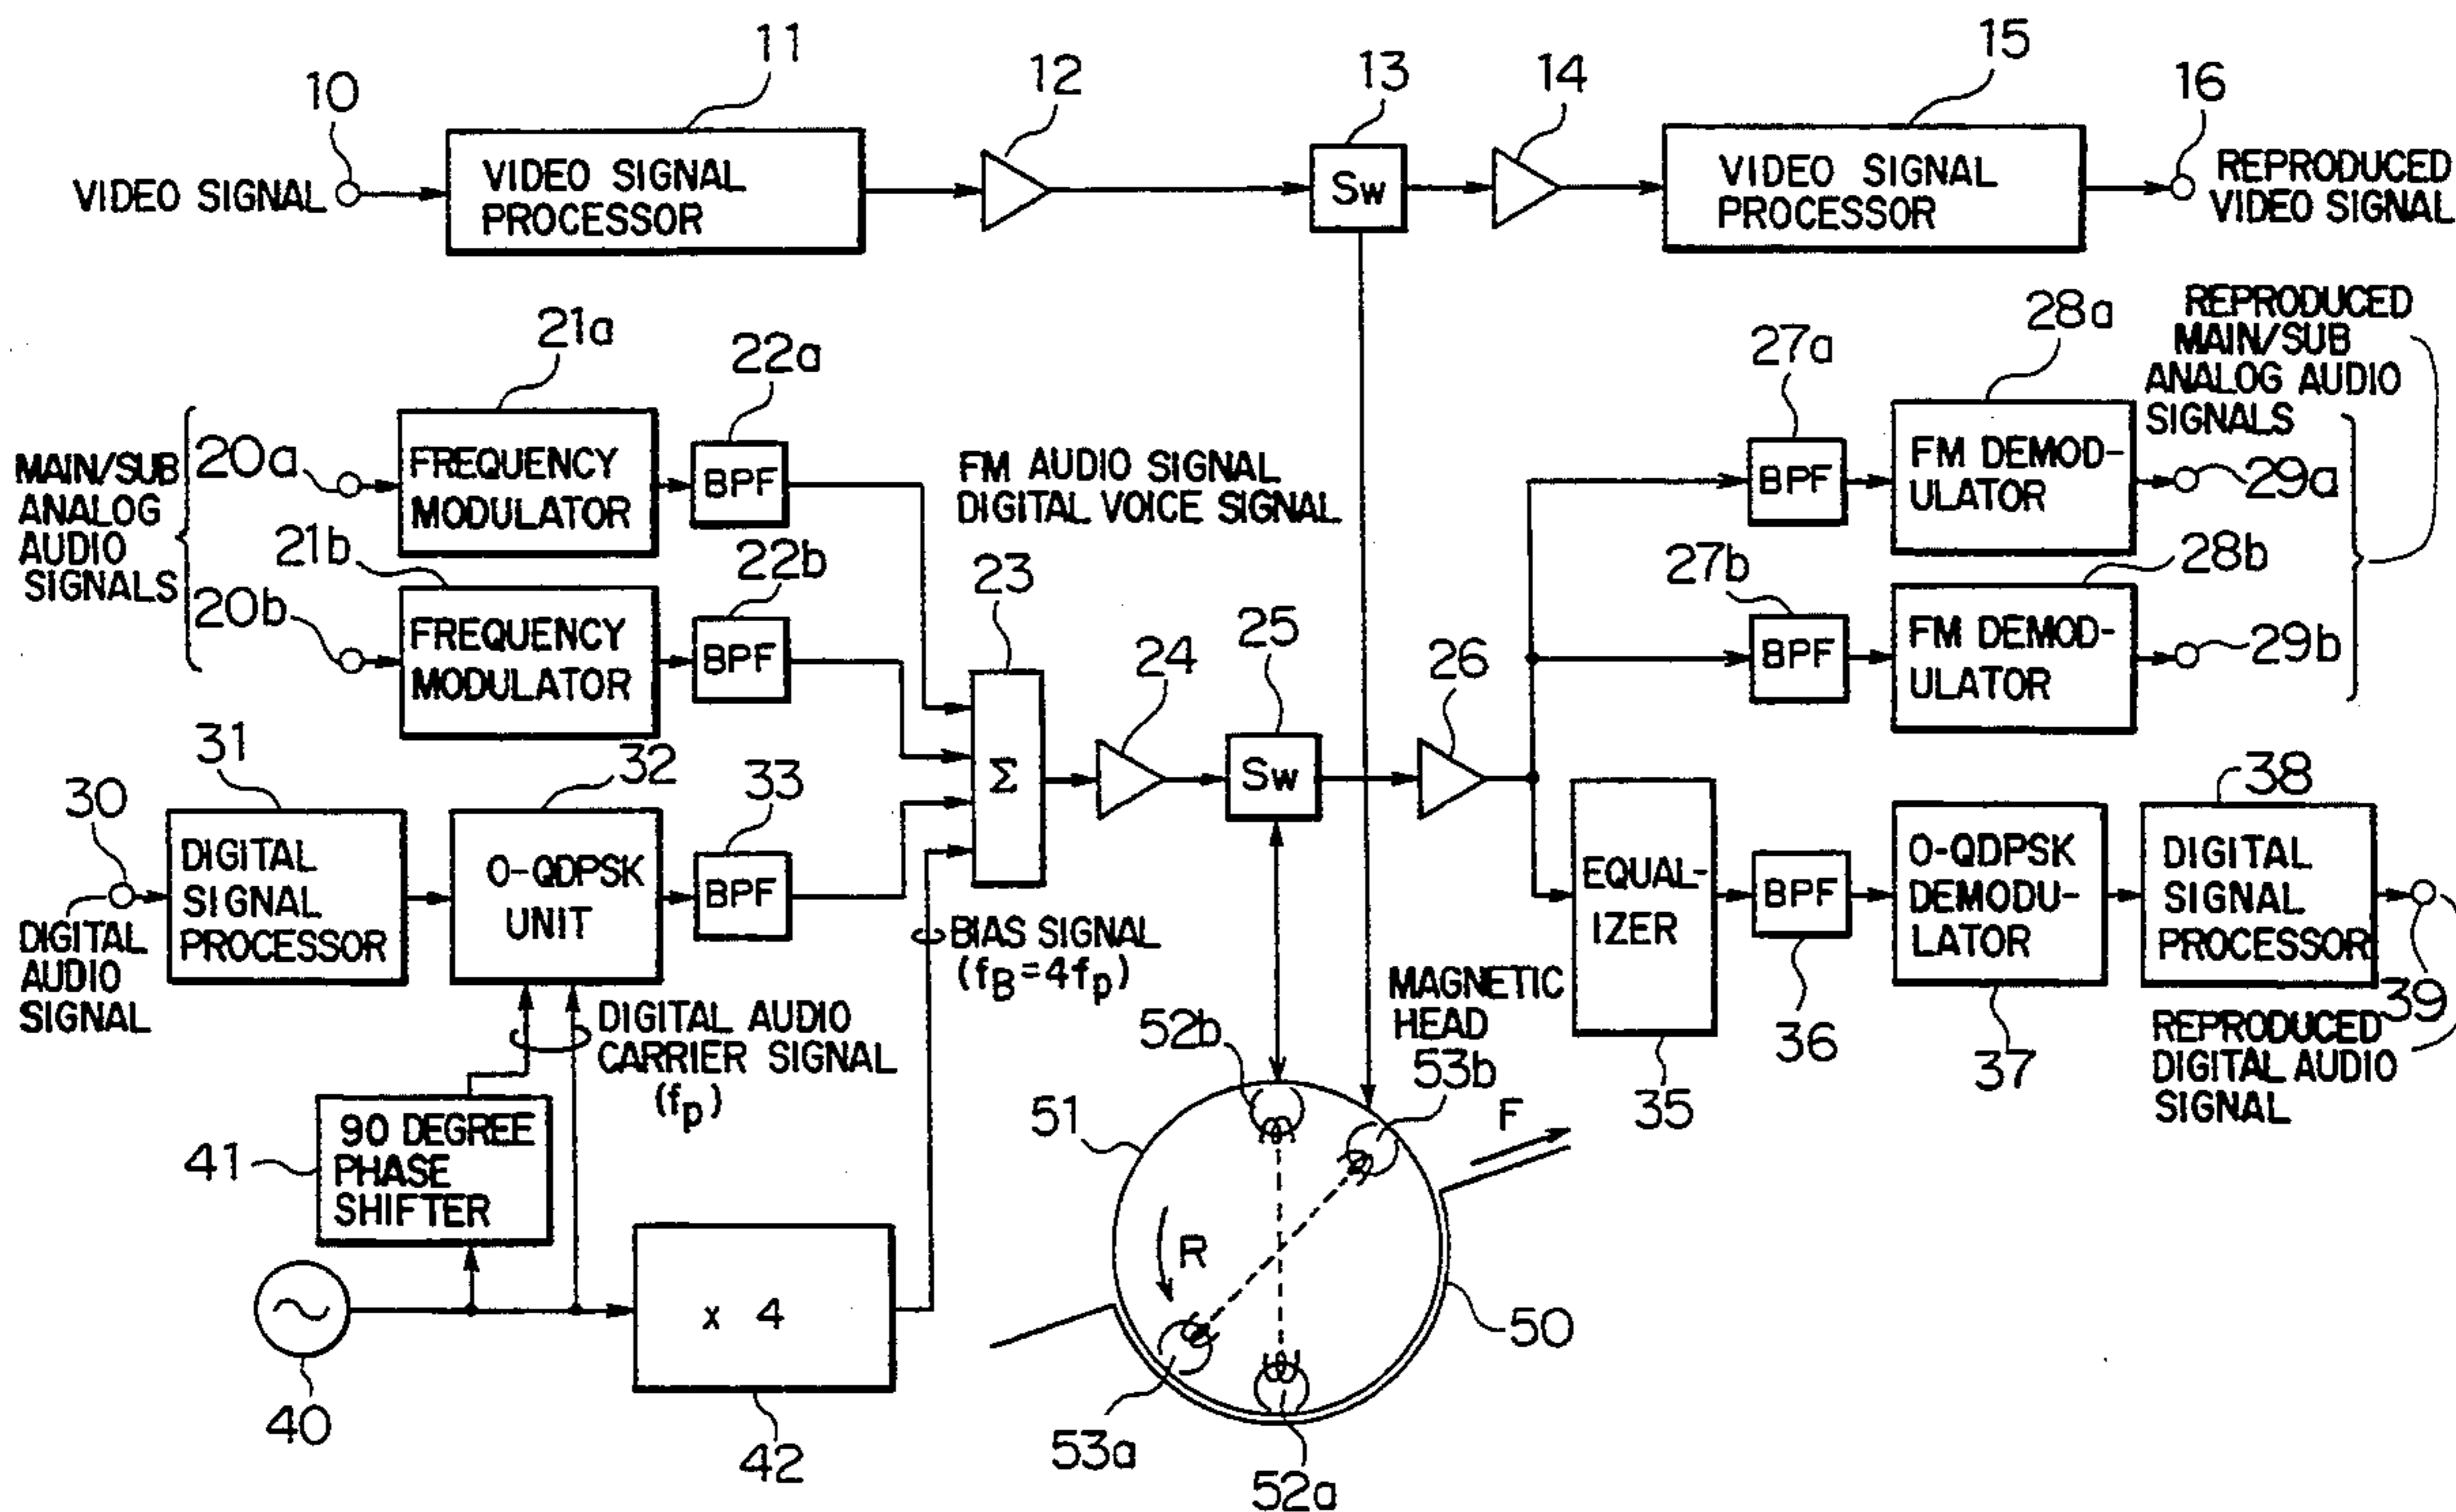 10
11
12
13
14
15
16
VIDEO SIGNAL
VIDEO SIGNAL
PROCESSOR
Sw
VIDEO SIGNAL
PROCESSOR
REPRODUCED
VIDEO SIGNAL
MAIN/SUB
ANALOG
AUDIO
SIGNALS
20a
21a
FREQUENCY
MODULATOR
22a
BPF
20b
21b
FREQUENCY
MODULATOR
22b
BPF
FM AUDIO SIGNAL
DIGITAL VOICE SIGNAL
23
Σ
24
25
Sw
26
27a
BPF
28a
FM DEMOD-
ULATOR
29a
REPRODUCED
MAIN/SUB
ANALOG AUDIO
SIGNALS
27b
BPF
28b
FM DEMOD-
ULATOR
29b
30
DIGITAL
AUDIO
SIGNAL
31
DIGITAL
SIGNAL
PROCESSOR
32
O-QDPSK
UNIT
33
BPF
BIAS SIGNAL
(fB=4fp)
DIGITAL AUDIO
CARRIER SIGNAL
(fp)
EQUAL-
IZER
35
BPF
36
O-QDPSK
DEMODU-
LATOR
37
38
DIGITAL
SIGNAL
PROCESSOR
39
REPRODUCED
DIGITAL AUDIO
SIGNAL
41
90 DEGREE
PHASE
SHIFTER
40
x 4
42
MAGNETIC
HEAD
52b
53b
51
F
R
50
53a
52a